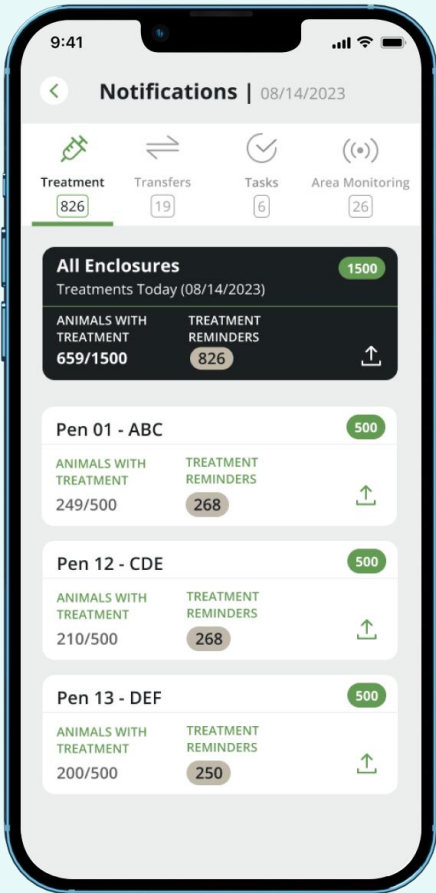 9:41
Notifications | 08/14/2023
Treatment Transfers Tasks Area Monitoring
826 19 6 26
All Enclosures 1500
Treatments Today (08/14/2023)
ANIMALS WITH TREATMENT
TREATMENT REMINDERS
659/1500 826
Pen 01 - ABC 500
ANIMALS WITH TREATMENT
TREATMENT REMINDERS
249/500 268
Pen 12 - CDE 500
ANIMALS WITH TREATMENT
TREATMENT REMINDERS
210/500 268
Pen 13 - DEF 500
ANIMALS WITH TREATMENT
TREATMENT REMINDERS
200/500 250